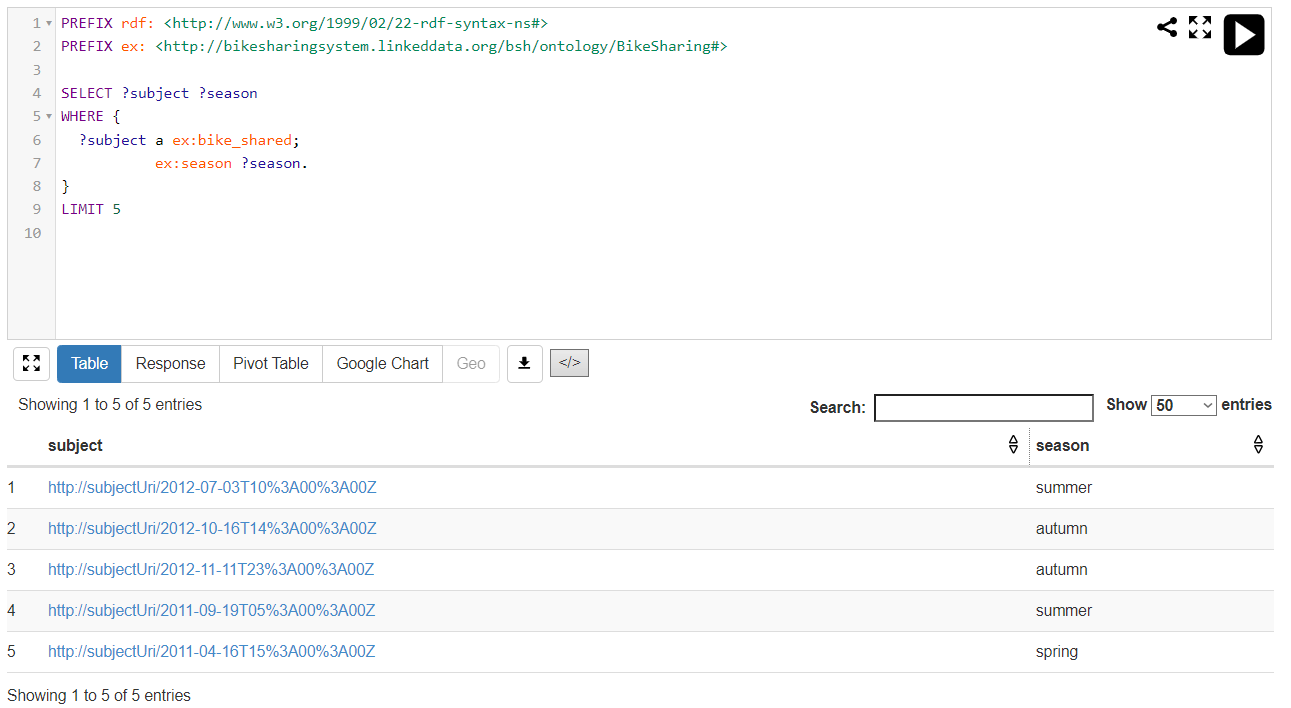 1 PREFIX rdf: <http://www.w3.org/1999/02/22-rdf-syntax-ns#>
2 PREFIX ex: <http://bikesharingsystem.linkeddata.org/bsh/ontology/BikeSharing#>
3
4 SELECT ?subject ?season
5 WHERE {
6 ?subject a ex:bike_shared;
7 ex:season ?season.
8 }
9 LIMIT 5
10
Table Response Pivot Table Google Chart Geo </>
Showing 1 to 5 of 5 entries Search: Show 50 entries
subject season
1 http://subjectUri/2012-07-03T10%3A00%3A00Z summer
2 http://subjectUri/2012-10-16T14%3A00%3A00Z autumn
3 http://subjectUri/2012-11-11T23%3A00%3A00Z autumn
4 http://subjectUri/2011-09-19T05%3A00%3A00Z summer
5 http://subjectUri/2011-04-16T15%3A00%3A00Z spring
Showing 1 to 5 of 5 entries